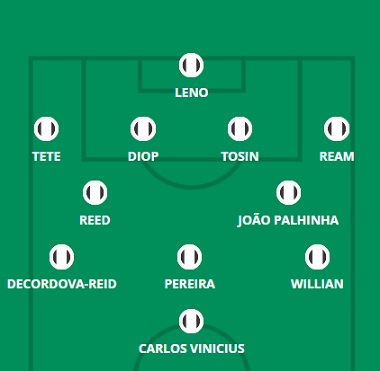 LENO
TETE
DIOP
TOSIN
REAM
REED
JOÃO PALHINHA
DECORDOVA-REID
PEREIRA
WILLIAN
CARLOS VINICIUS